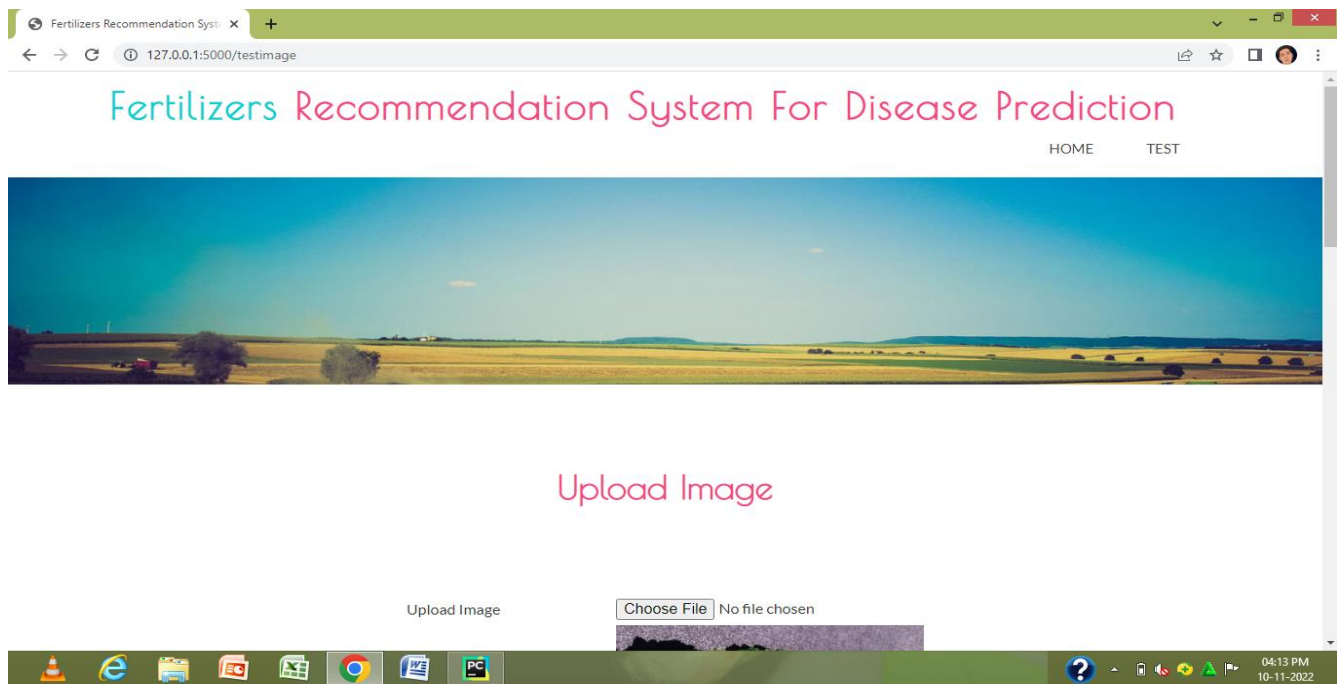 Fertilizers Recommendation Syst
127.0.0.1:5000/testimage
Fertilizers Recommendation System For Disease Prediction
HOME TEST
Upload Image
Upload Image Choose File No file chosen
PC
04:13 PM
10-11-2022